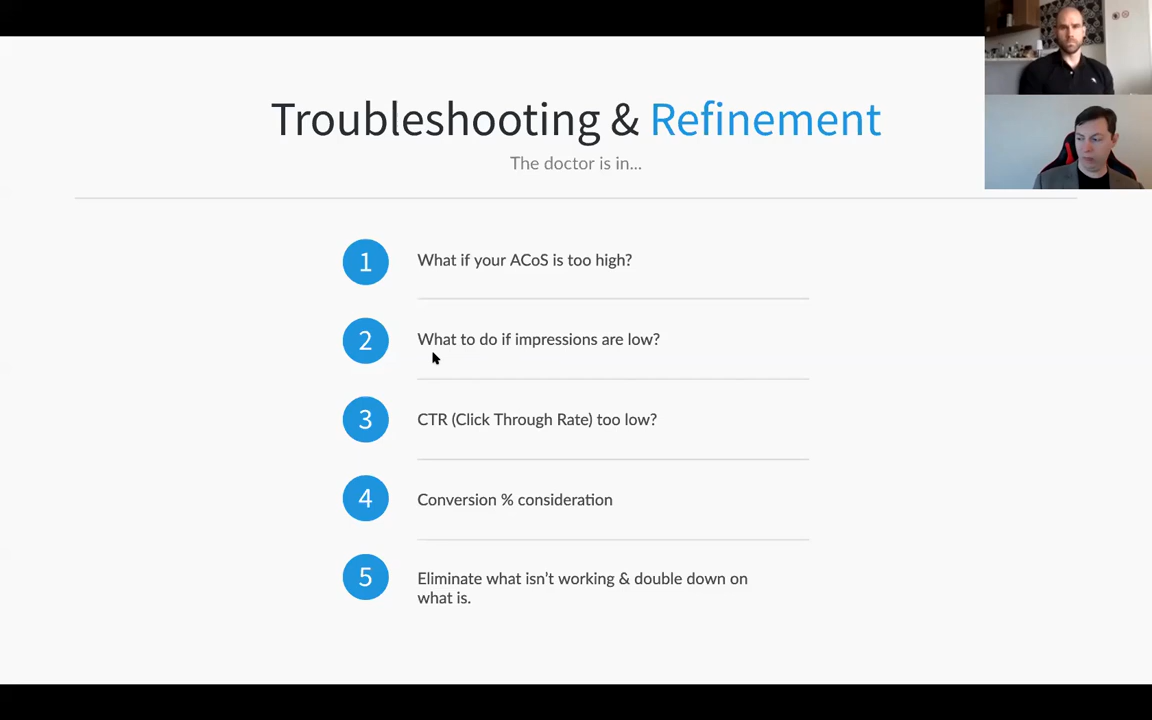 Troubleshooting & Refinement
The doctor is in...
1 What if your ACoS is too high?
2 What to do if impressions are low?
3 CTR (Click Through Rate) too low?
4 Conversion % consideration
5 Eliminate what isn't working & double down on
what is.